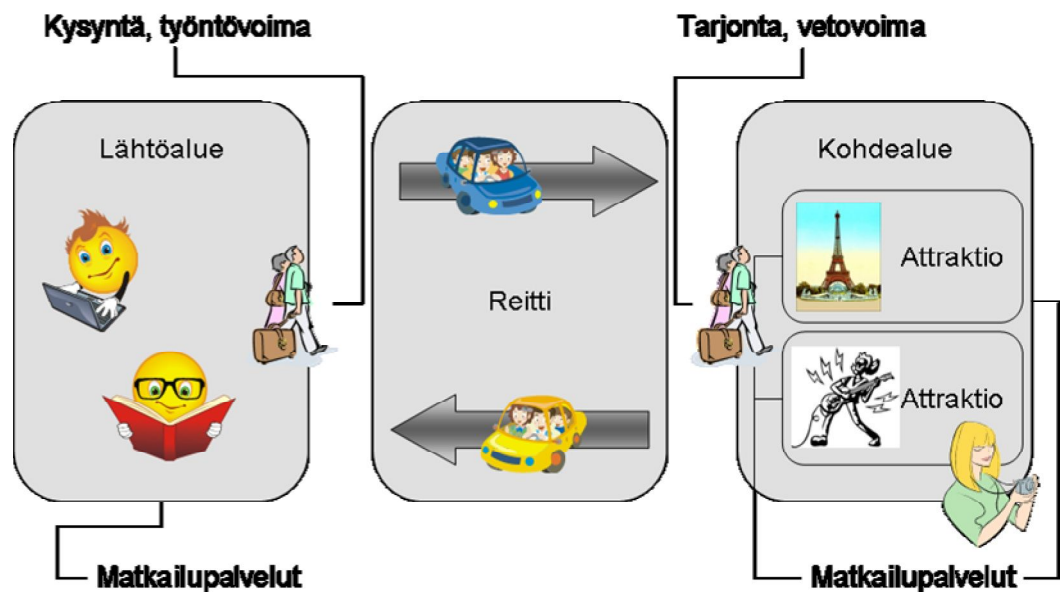 Kysyntä, työntövoima
Tarjonta, vetovoima
Lähtöalue
Reitti
Kohdealue
Attraktio
Attraktio
Matkailupalvelut
Matkailupalvelut